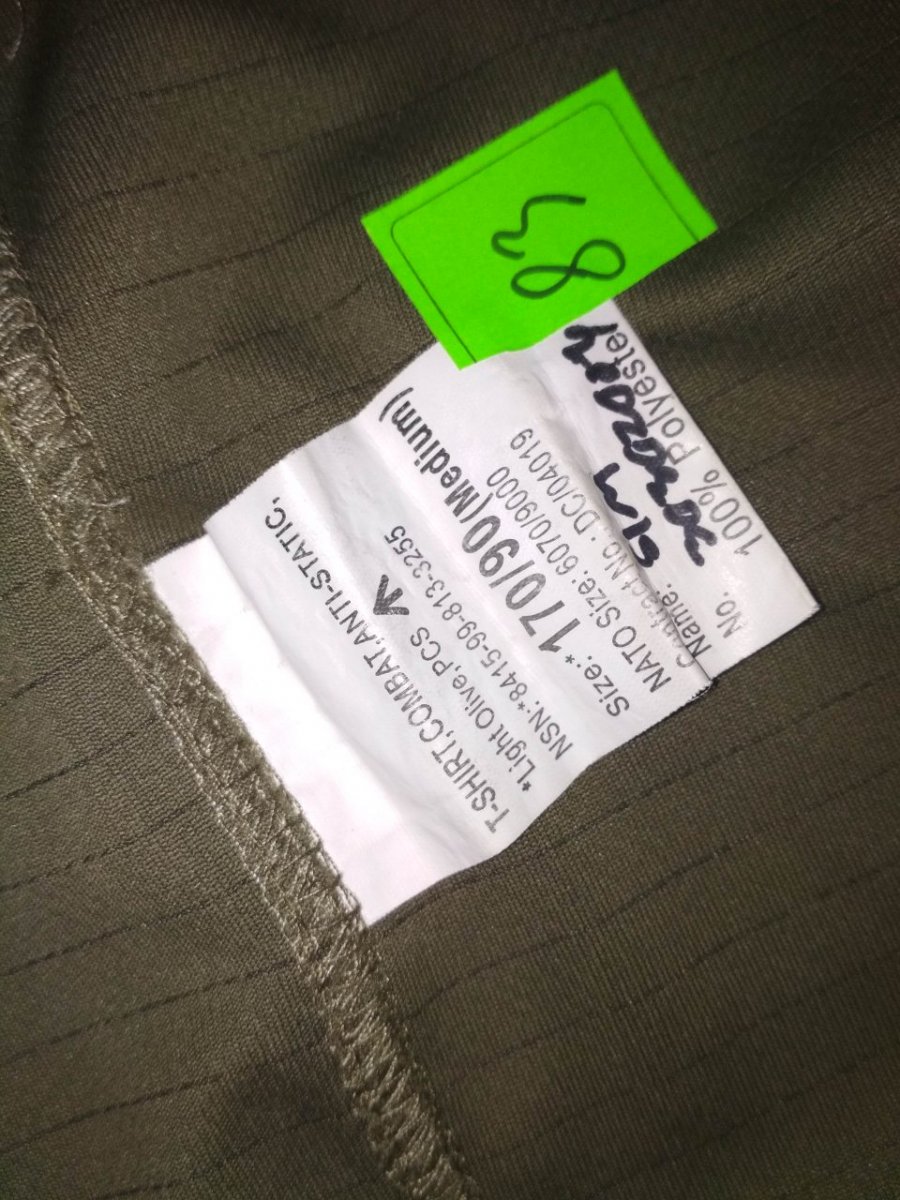 T-SHIRT,COMBAT,ANTI-STATIC,
*Light Olive,PCS
NSN:*8415-99-813-3255
Size:*170/90(Medium)
NATO Size:6070/9000
Contract No.:DC/04019
Name:
No.
100% Polyester